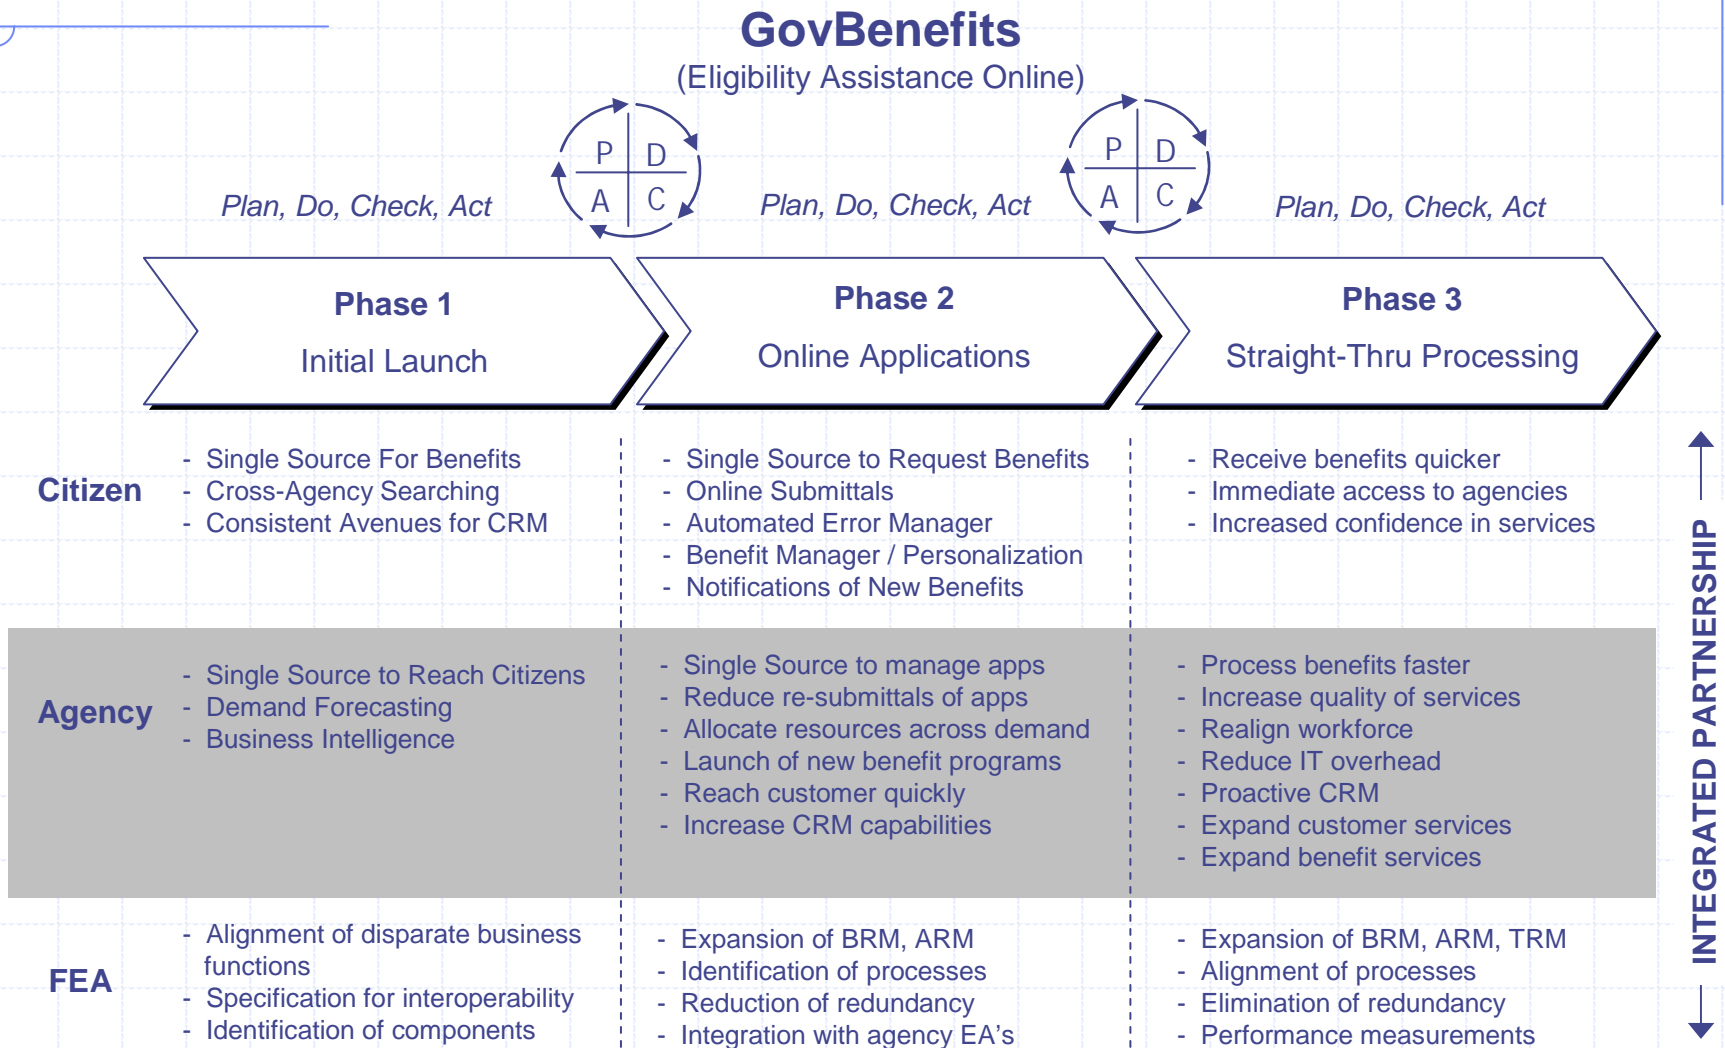 GovBenefits
(Eligibility Assistance Online)
P D
A C
P D
A C
Plan, Do, Check, Act
Plan, Do, Check, Act
Plan, Do, Check, Act
Phase 1
Initial Launch
Phase 2
Online Applications
Phase 3
Straight-Thru Processing
Citizen
- Single Source For Benefits
- Cross-Agency Searching
- Consistent Avenues for CRM
- Single Source to Request Benefits
- Online Submittals
- Automated Error Manager
- Benefit Manager / Personalization
- Notifications of New Benefits
- Receive benefits quicker
- Immediate access to agencies
- Increased confidence in services
Agency
- Single Source to Reach Citizens
- Demand Forecasting
- Business Intelligence
- Single Source to manage apps
- Reduce re-submittals of apps
- Allocate resources across demand
- Launch of new benefit programs
- Reach customer quickly
- Increase CRM capabilities
- Process benefits faster
- Increase quality of services
- Realign workforce
- Reduce IT overhead
- Proactive CRM
- Expand customer services
- Expand benefit services
FEA
- Alignment of disparate business
functions
- Specification for interoperability
- Identification of components
- Expansion of BRM, ARM
- Identification of processes
- Reduction of redundancy
- Integration with agency EA's
- Expansion of BRM, ARM, TRM
- Alignment of processes
- Elimination of redundancy
- Performance measurements
INTEGRATED PARTNERSHIP